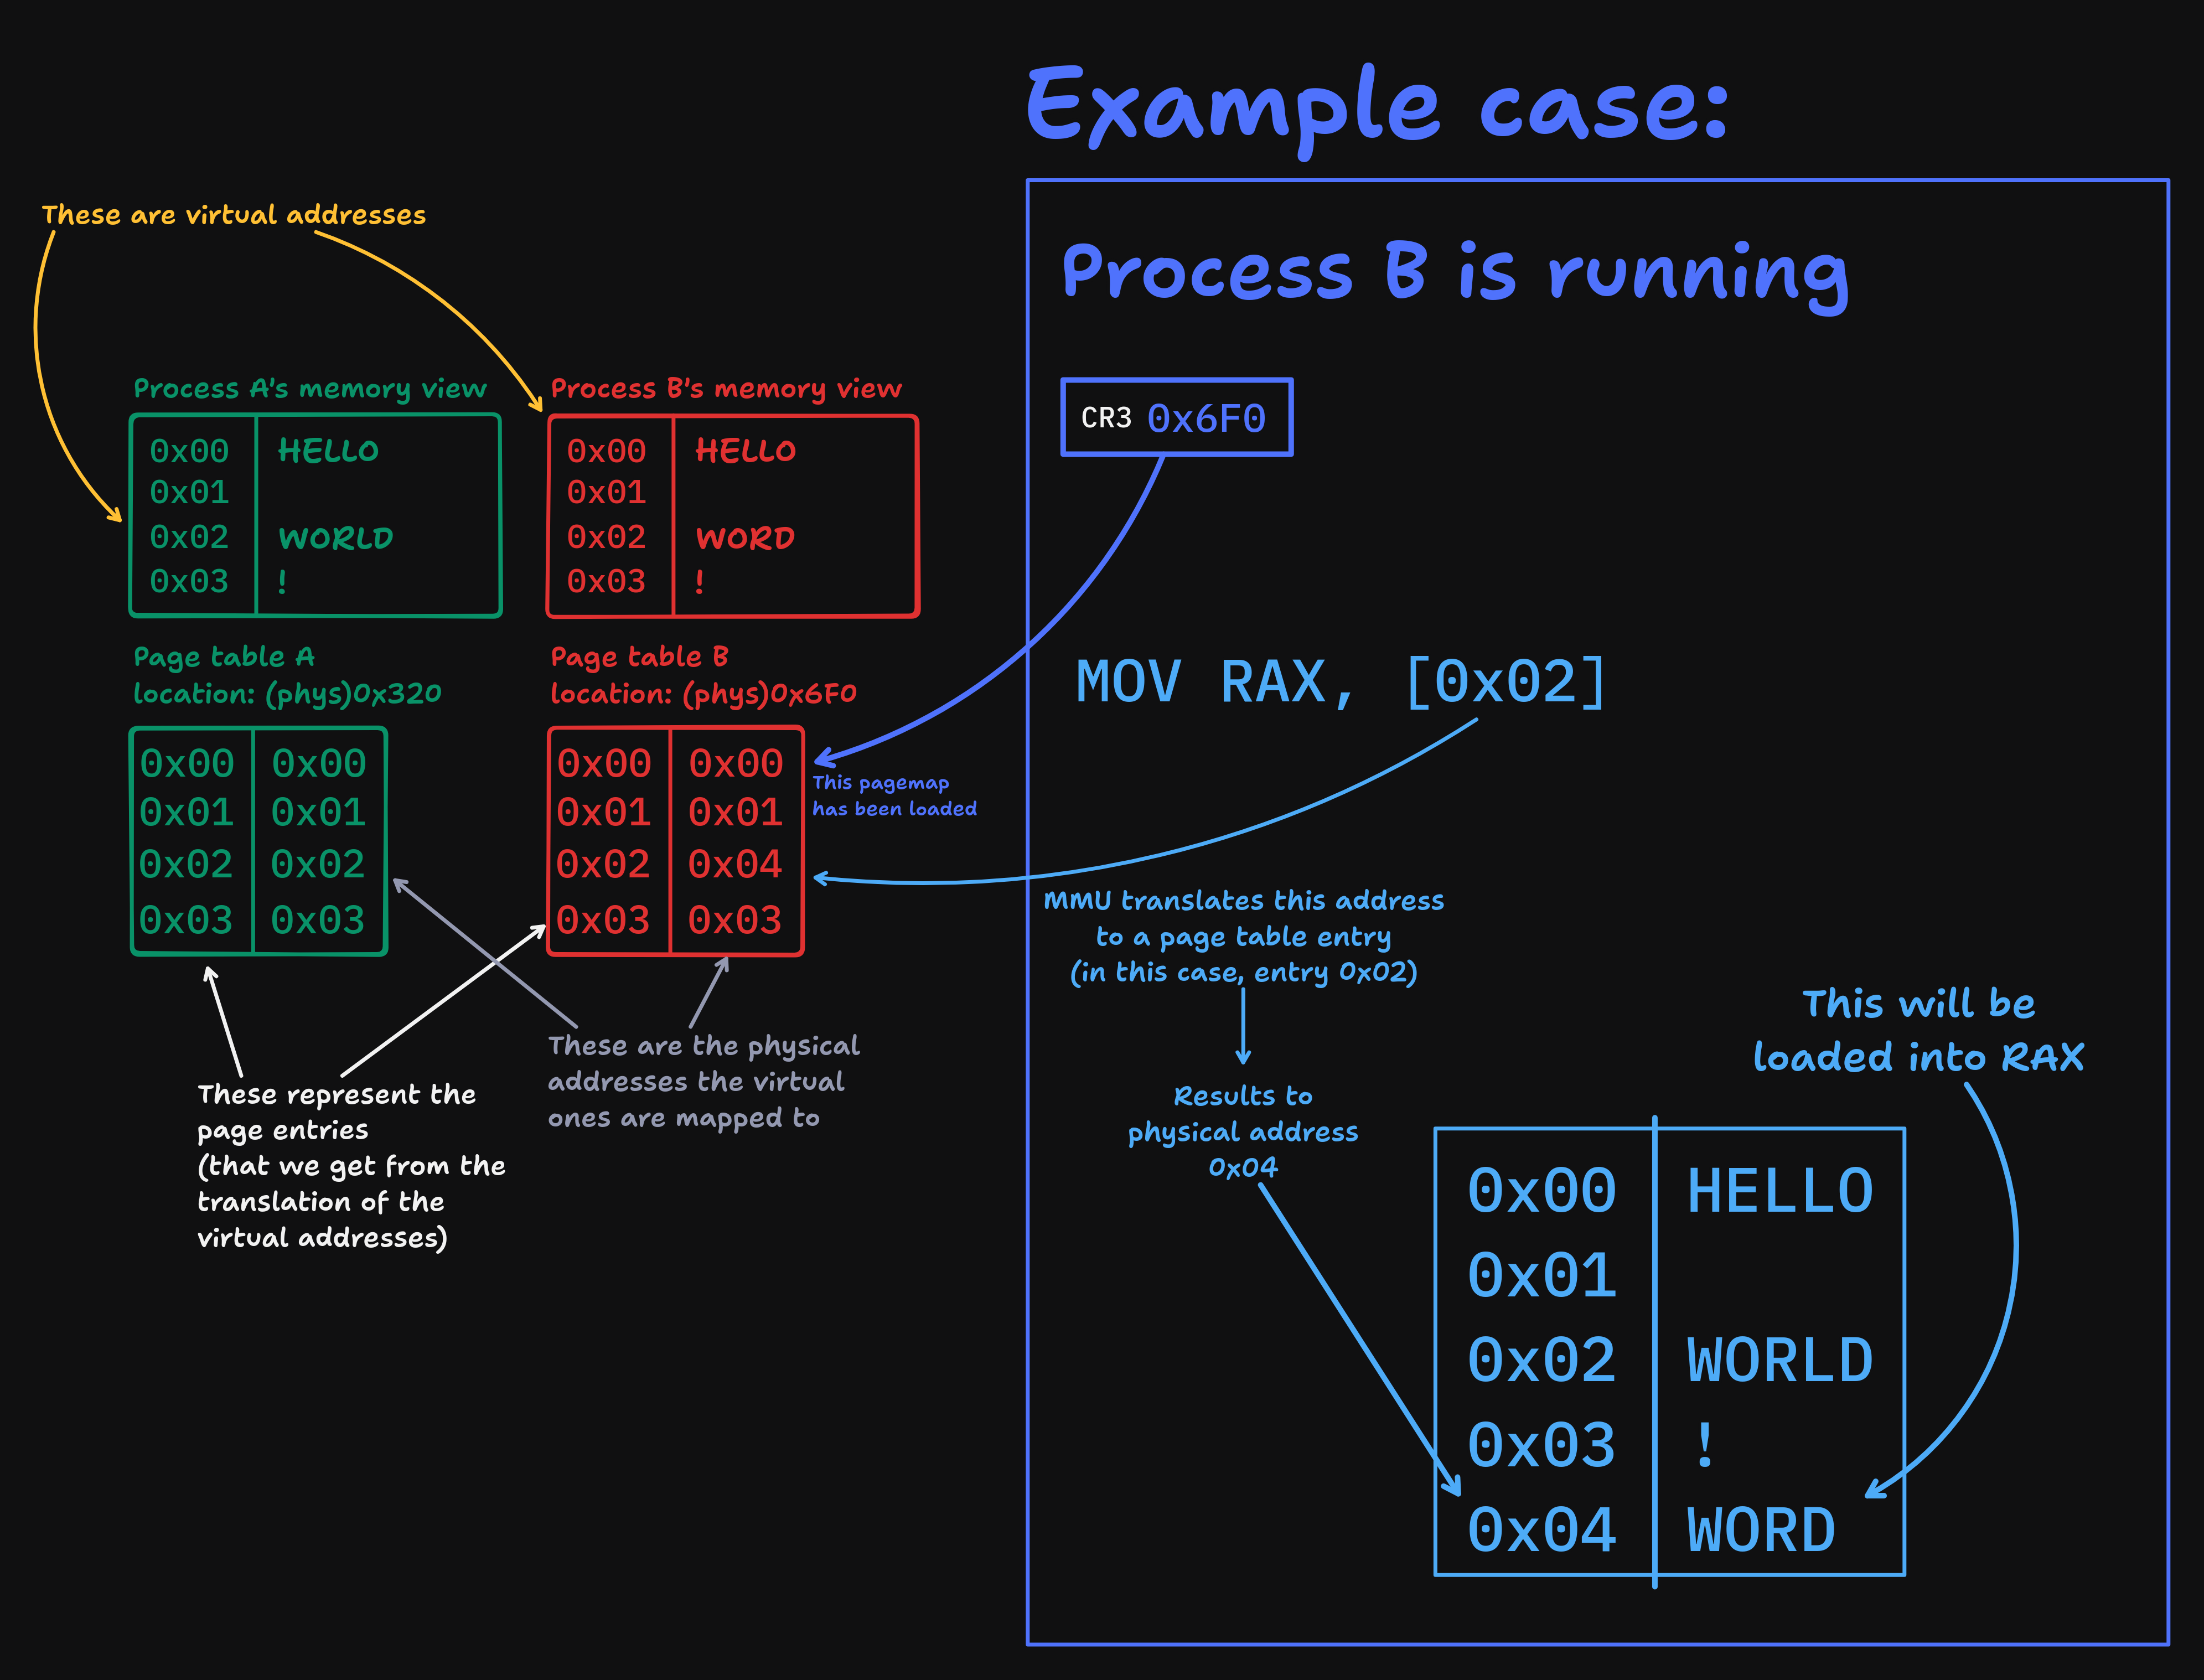 Example case:
These are virtual addresses
Process A's memory view
0x00 HELLO
0x01
0x02 WORLD
0x03 !
Process B's memory view
0x00 HELLO
0x01
0x02 WORD
0x03 !
Page table A
location: (phys)0x320
0x00 0x00
0x01 0x01
0x02 0x02
0x03 0x03
Page table B
location: (phys)0x6F0
0x00 0x00
0x01 0x01
0x02 0x04
0x03 0x03
This pagemap
has been loaded
These represent the
page entries
(that we get from the
translation of the
virtual addresses)
These are the physical
addresses the virtual
ones are mapped to
Process B is running
CR3 0x6F0
MOV RAX, [0x02]
MMU translates this address
to a page table entry
(in this case, entry 0x02)
Results to
physical address
0x04
This will be
loaded into RAX
0x00 HELLO
0x01
0x02 WORLD
0x03 !
0x04 WORD